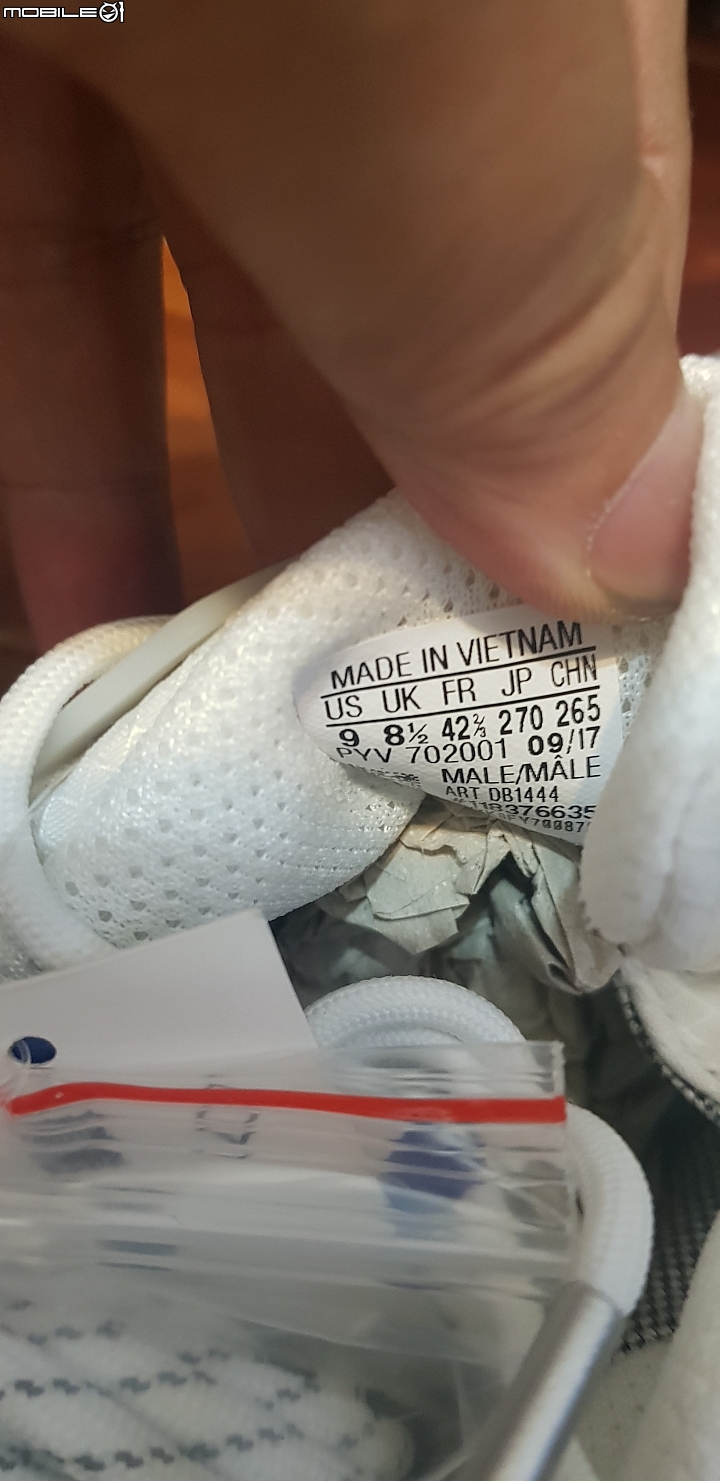 MOBILE01
MADE IN VIETNAM
US UK FR JP CHN
9 8½ 42⅔ 270 265
PYV 702001 09/17
MALE/MÂLE
ART DB1444